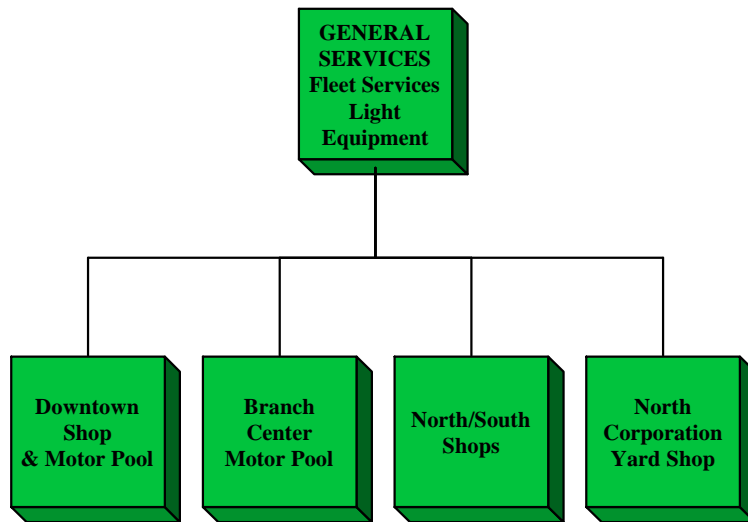 GENERAL
SERVICES
Fleet Services
Light
Equipment
Downtown
Shop
& Motor Pool
Branch
Center
Motor Pool
North/South
Shops
North
Corporation
Yard Shop